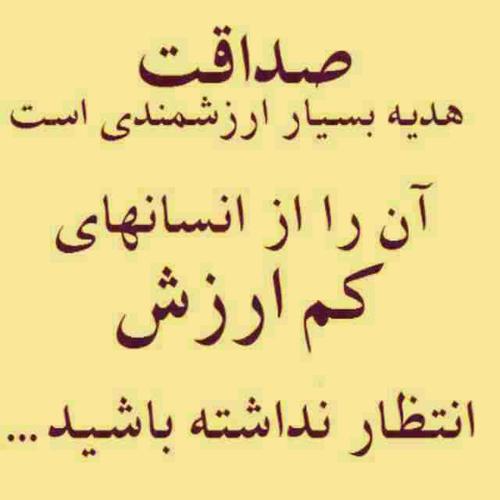 صداقت
هدیه بسیار ارزشمندی است
آن را از انسانهای
کم ارزش
انتظار نداشته باشید...